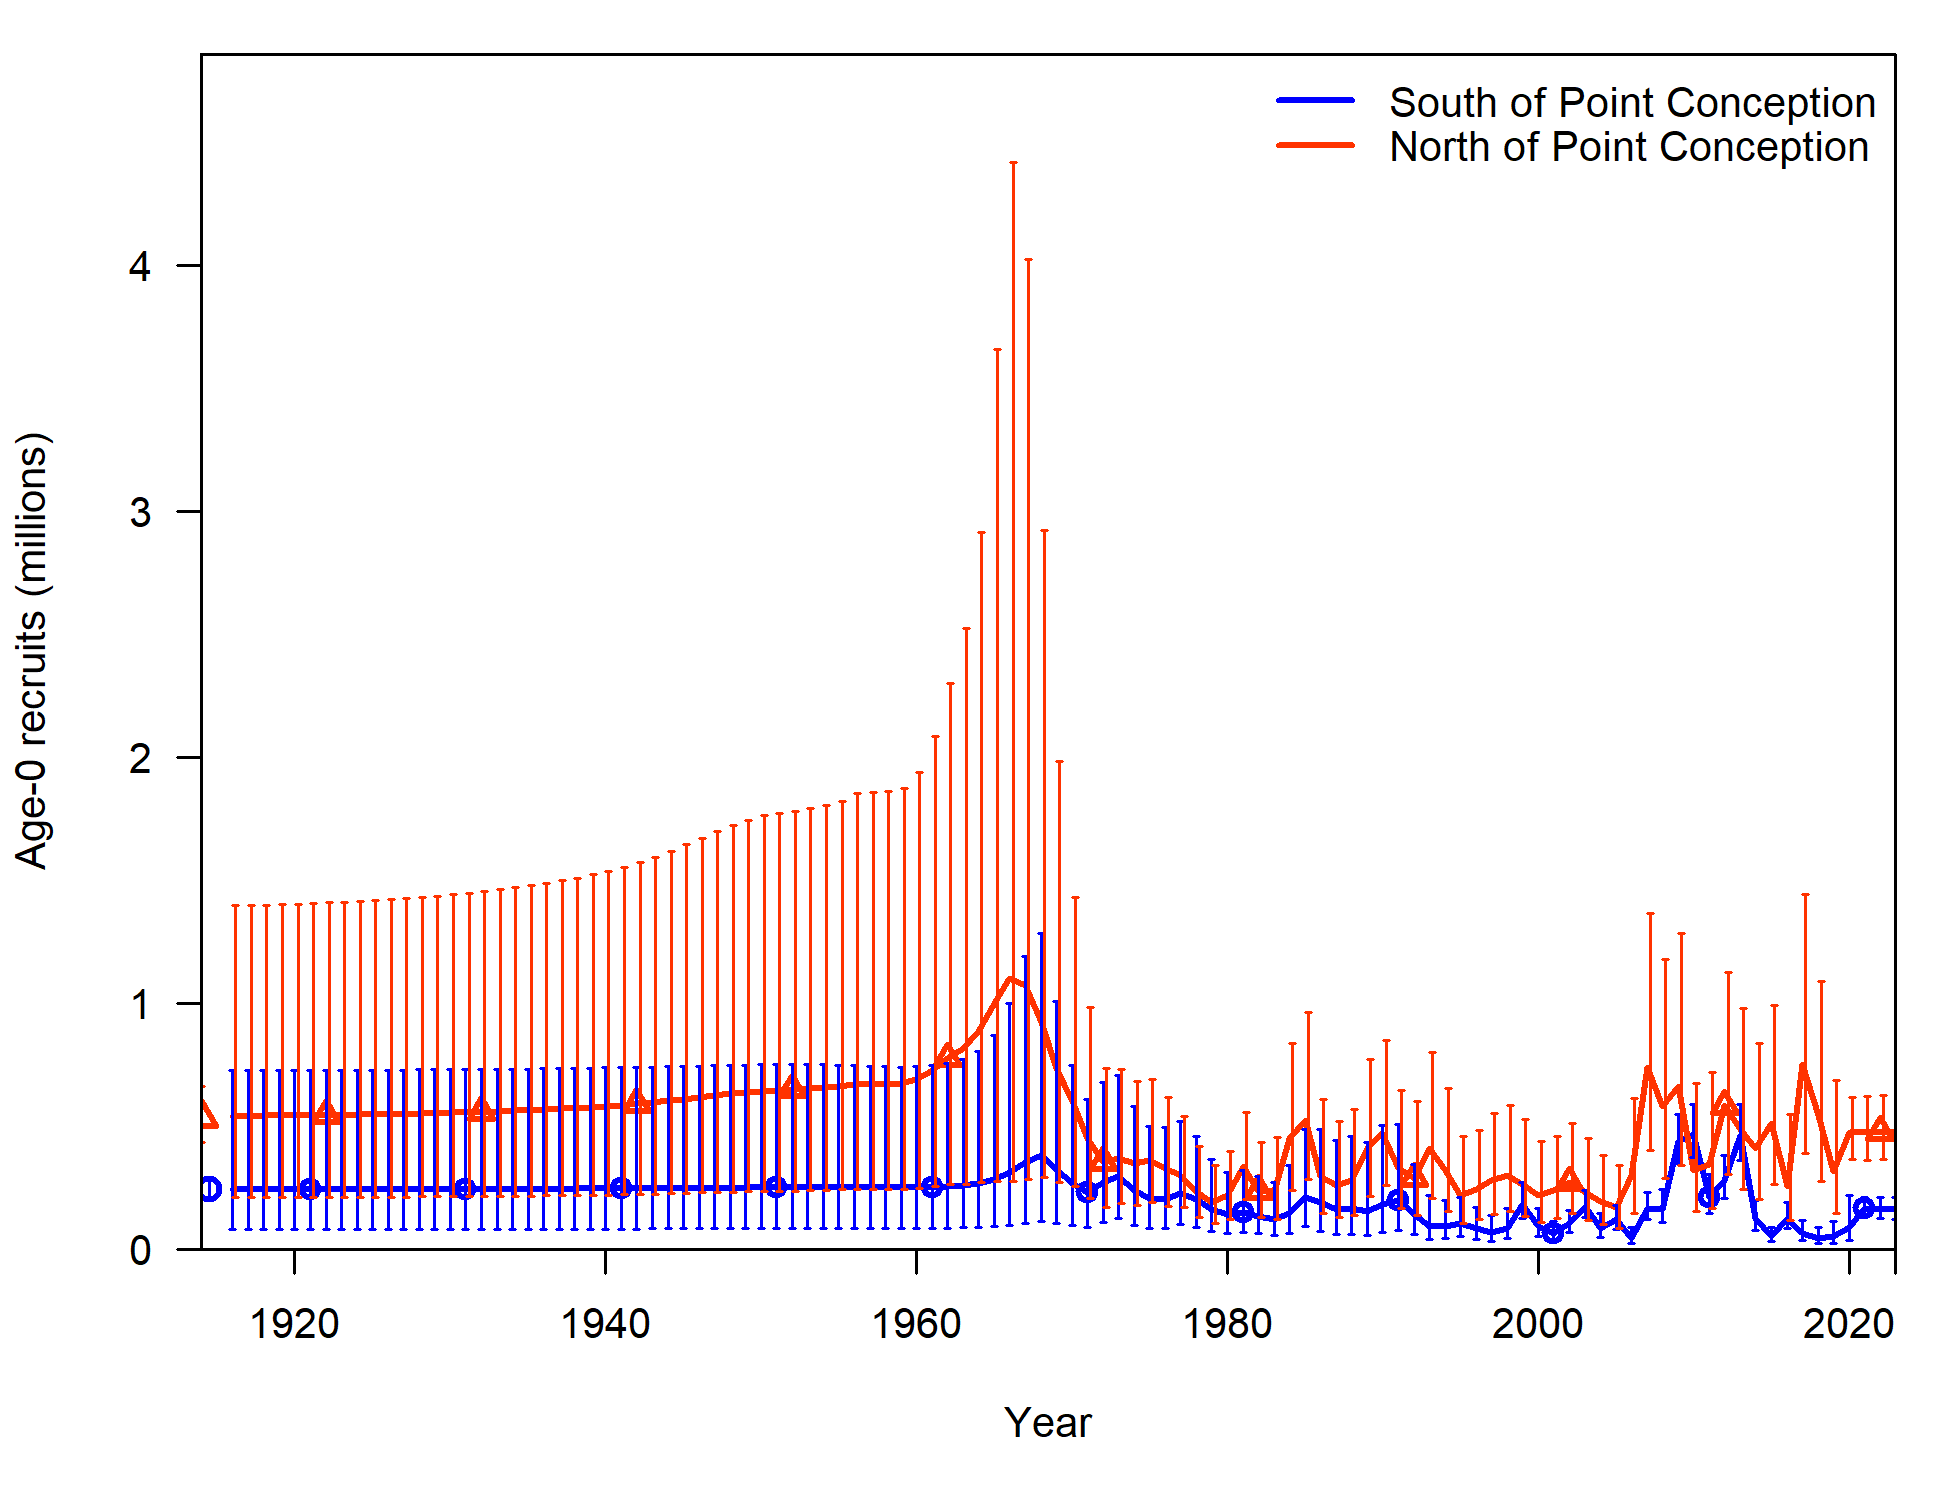 South of Point Conception
North of Point Conception
Age-0 recruits (millions)
4
3
2
1
0
1920 1940 1960 1980 2000 2020
Year